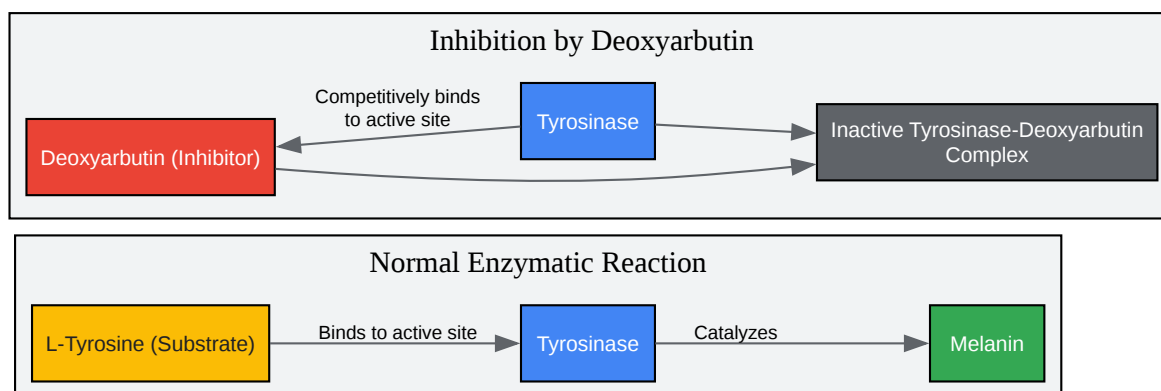 Inhibition by Deoxyarbutin
Competitively binds
to active site
Tyrosinase
Deoxyarbutin (Inhibitor)
Inactive Tyrosinase-Deoxyarbutin
Complex
Normal Enzymatic Reaction
L-Tyrosine (Substrate)
Binds to active site
Tyrosinase
Catalyzes
Melanin